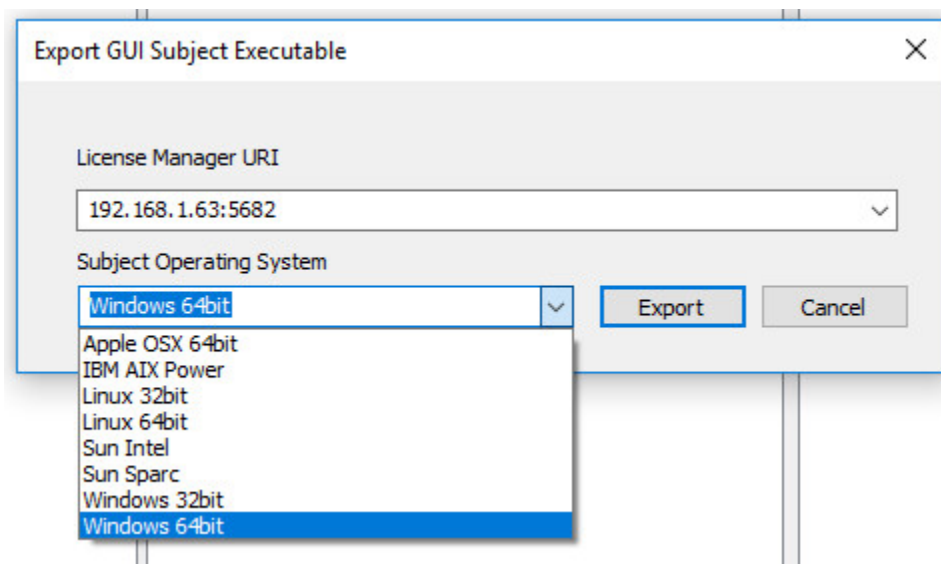 Export GUI Subject Executable
License Manager URI
192.168.1.63:5682
Subject Operating System
Windows 64bit
Export
Cancel
Apple OSX 64bit
IBM AIX Power
Linux 32bit
Linux 64bit
Sun Intel
Sun Sparc
Windows 32bit
Windows 64bit